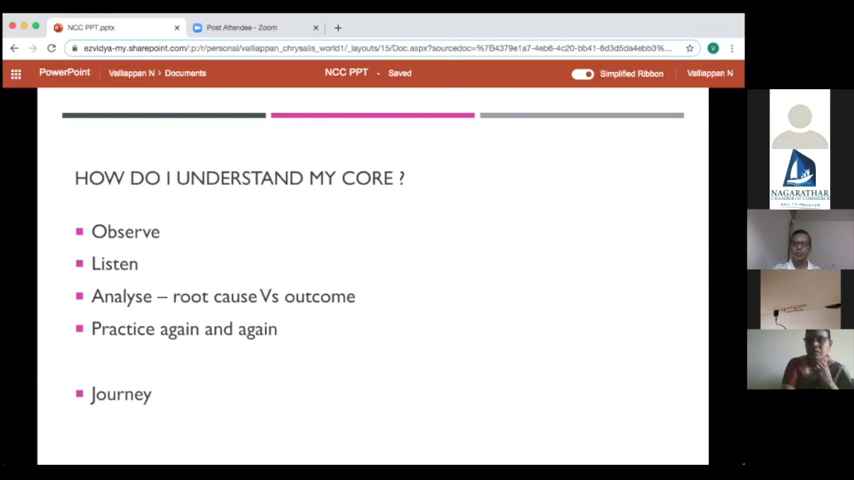 NCC PPT.pptx
Post Attendee - Zoom
ezvidya-my.sharepoint.com/:p:/r/personal/valliappan_chrysalis_world1/_layouts/15/Doc.aspx?sourcedoc=%7B4379e1a7-4eb6-4c20-bb41-8d3d5da4ebb3%...
V
PowerPoint
Valliappan N > Documents
NCC PPT - Saved
Simplified Ribbon
Valliappan N
HOW DO I UNDERSTAND MY CORE ?
Observe
Listen
Analyse – root cause Vs outcome
Practice again and again
Journey
NAGARATHAR
CHAMBER OF COMMERCE